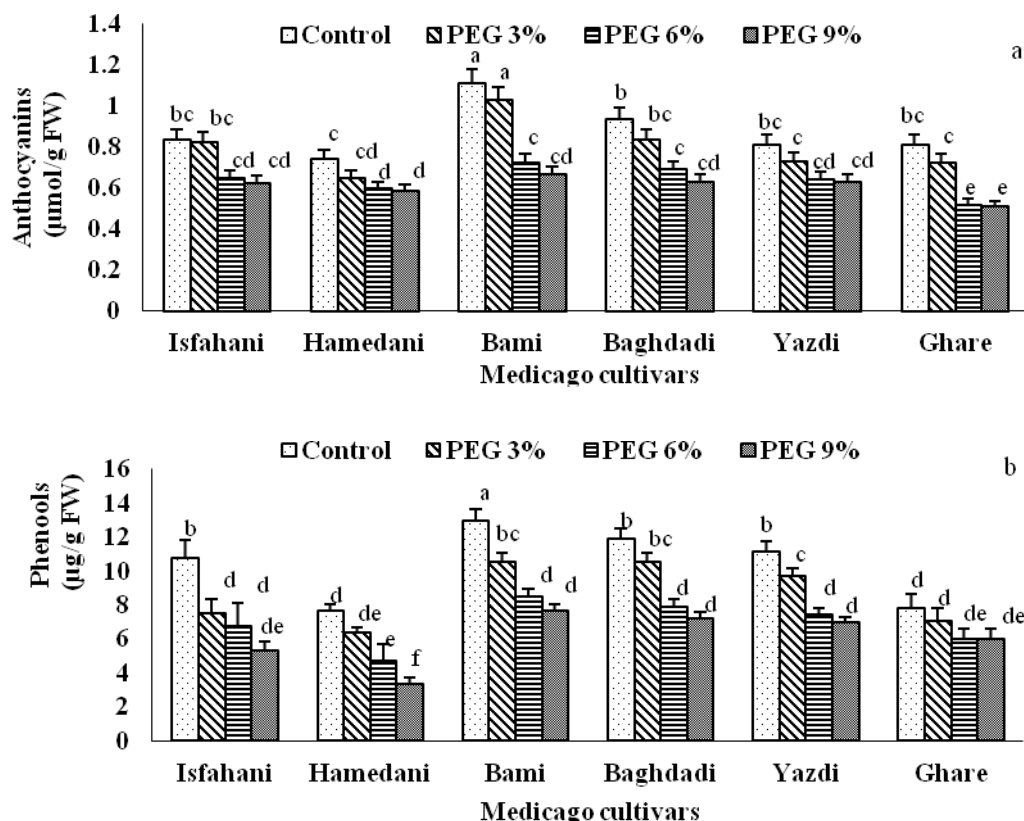 1.4
Control PEG 3% PEG 6% PEG 9%
a
1.2
1
0.8
0.6
0.4
0.2
0
Anthocyanins
(µmol/g FW)
bc bc cd cd
c cd d d
a a c cd
b bc c cd
bc c cd cd
bc c e e
Isfahani Hamedani Bami Baghdadi Yazdi Ghare
Medicago cultivars
Control PEG 3% PEG 6% PEG 9%
b
16
14
12
10
8
6
4
2
0
Phenools
(µg/g FW)
b d d de
d de e f
a bc d d
b bc d d
b c d d
d d de de
Isfahani Hamedani Bami Baghdadi Yazdi Ghare
Medicago cultivars